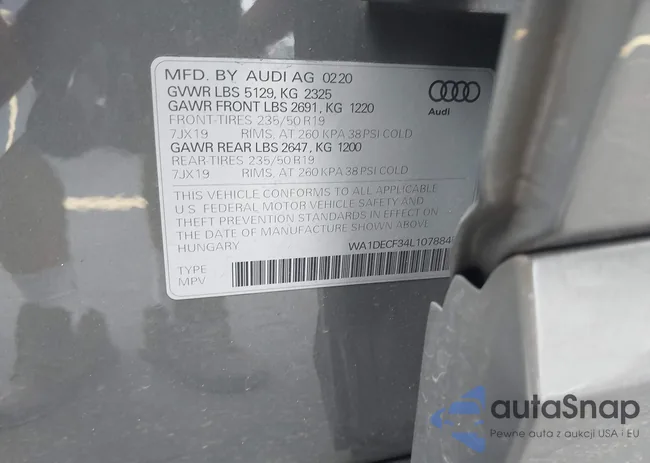 MFD. BY AUDI AG 0220
GVWR LBS 5129, KG 2325
GAWR FRONT LBS 2691, KG 1220
FRONT-TIRES 235/50 R19
7JX19 RIMS, AT 260 KPA 38 PSI COLD
GAWR REAR LBS 2647, KG 1200
REAR-TIRES 235/50 R19
7JX19 RIMS, AT 260 KPA 38 PSI COLD
Audi
THIS VEHICLE CONFORMS TO ALL APPLICABLE
U.S. FEDERAL MOTOR VEHICLE SAFETY AND
THEFT PREVENTION STANDARDS IN EFFECT ON
THE DATE OF MANUFACTURE SHOWN ABOVE
HUNGARY WA1DECF34L107884
TYPE
MPV
autaSnap
Pewne auta z aukcji USA i EU